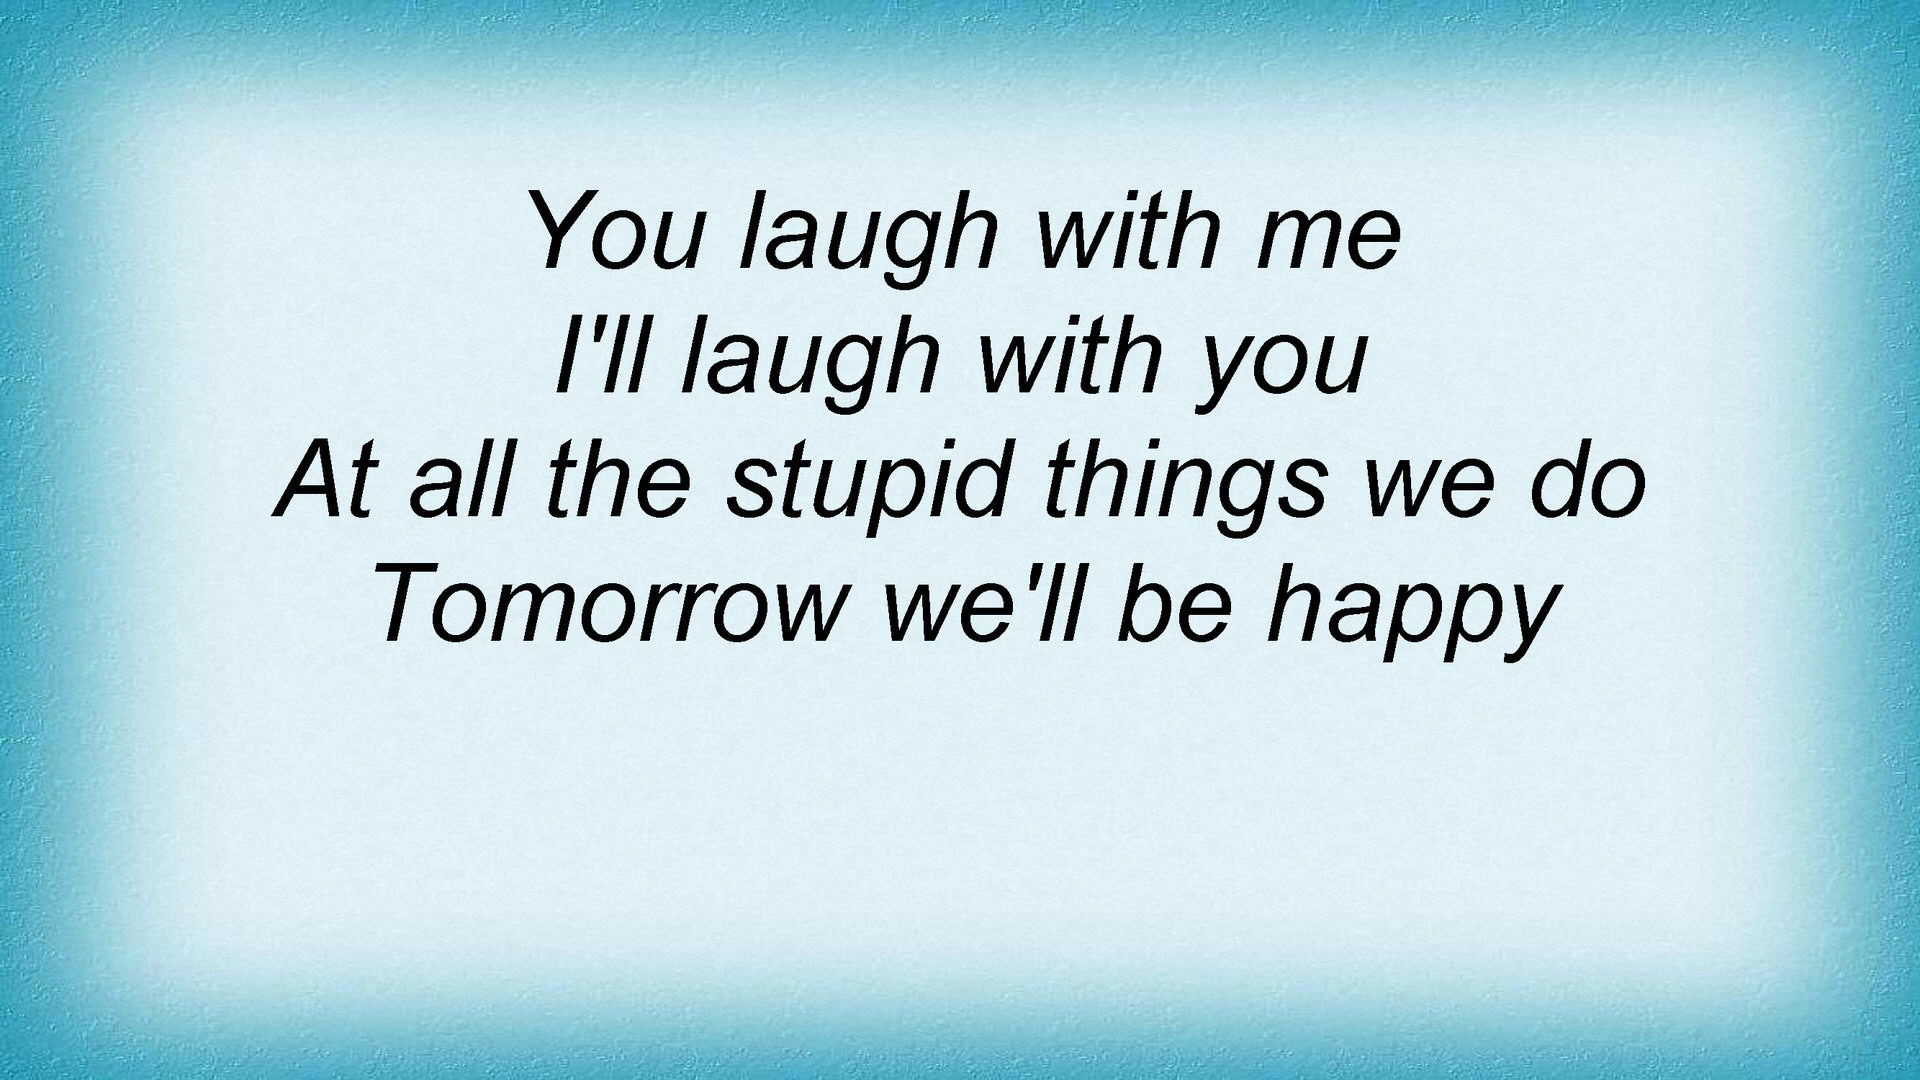 You laugh with me
I'll laugh with you
At all the stupid things we do
Tomorrow we'll be happy